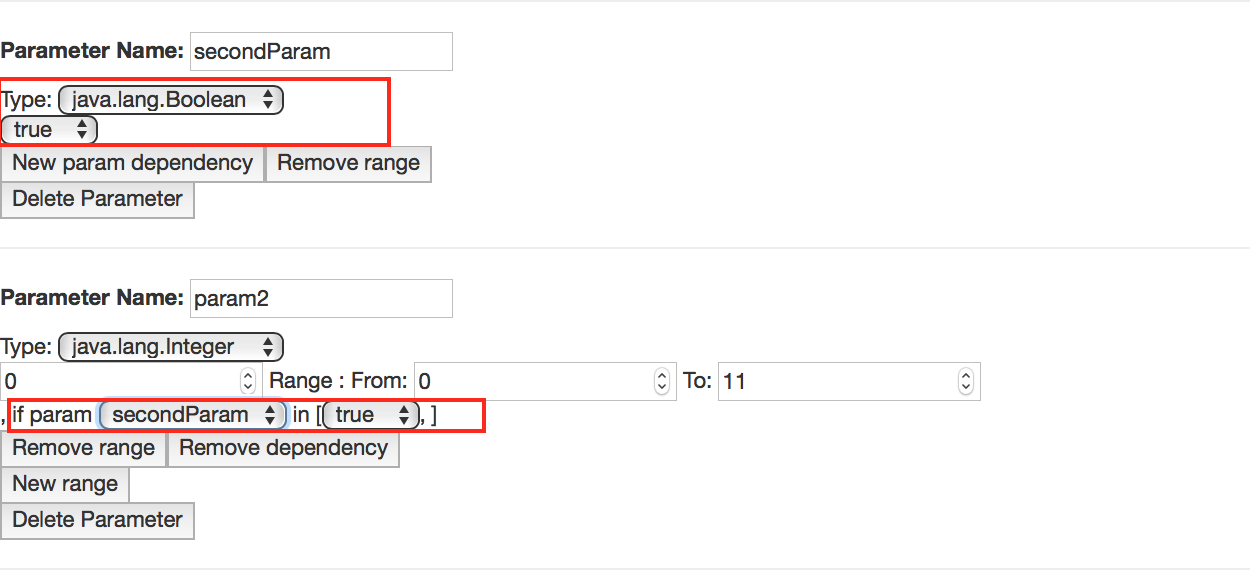 Parameter Name: secondParam
Type: java.lang.Boolean
true
New param dependency Remove range
Delete Parameter
Parameter Name: param2
Type: java.lang.Integer
0 Range : From: 0 To: 11
, if param secondParam in [ true , ]
Remove range Remove dependency
New range
Delete Parameter